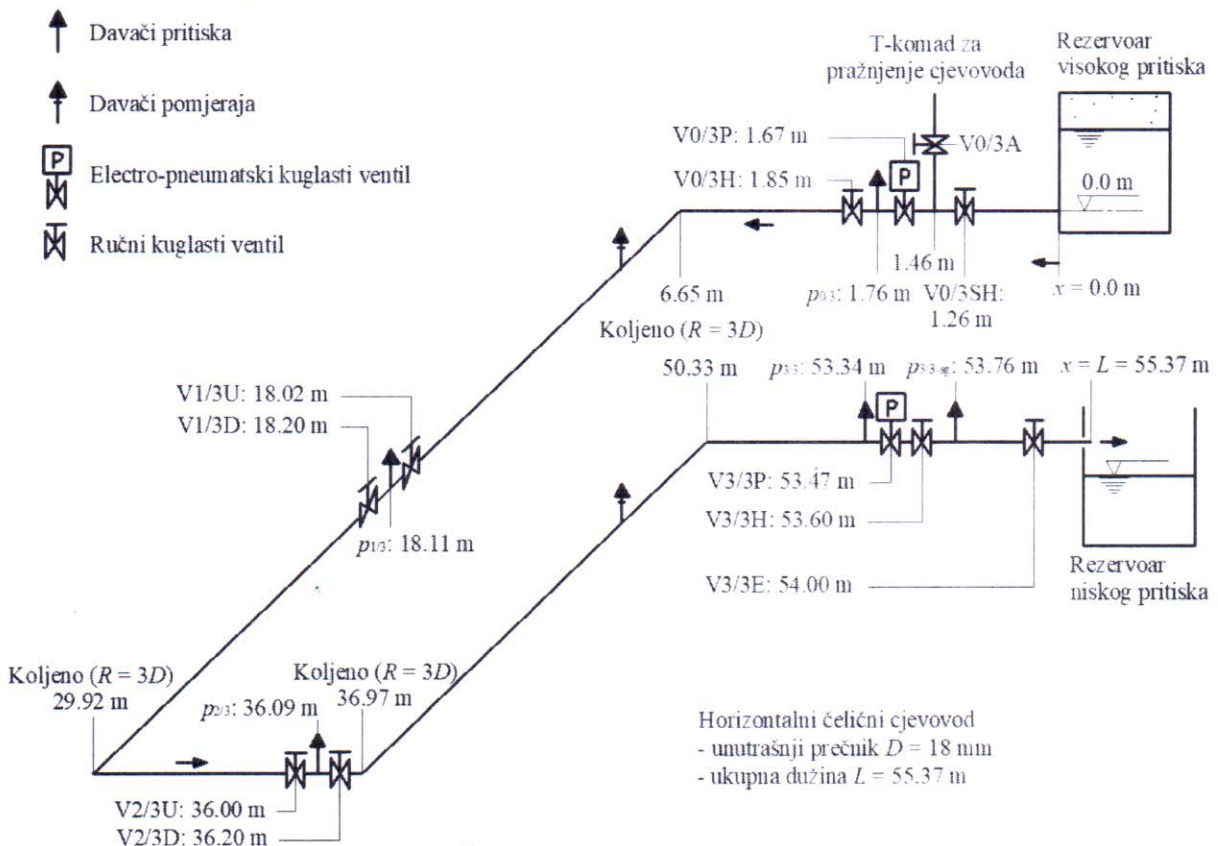 Davači pritiska
Davači pomjeraja
P
Electro-pneumatski kuglasti ventil
Ručni kuglasti ventil
T-komad za
pražnjenje cjevovoda
Rezervoar
visokog pritiska
V0/3P: 1.67 m
V0/3A
V0/3H: 1.85 m
P
0.0 m
1.46 m
6.65 m
p0/3: 1.76 m
V0/3SH:
1.26 m
x = 0.0 m
Koljeno (R = 3D)
50.33 m
p3/3: 53.34 m
53.76 m
x = L = 55.37 m
V1/3U: 18.02 m
V1/3D: 18.20 m
P
p1/3: 18.11 m
V3/3P: 53.47 m
V3/3H: 53.60 m
V3/3E: 54.00 m
Rezervoar
niskog pritiska
Koljeno (R = 3D)
29.92 m
Koljeno (R = 3D)
36.97 m
p2/3: 36.09 m
V2/3U: 36.00 m
V2/3D: 36.20 m
Horizontalni čelični cjevovod
- unutrašnji prečnik D = 18 mm
- ukupna dužina L = 55.37 m